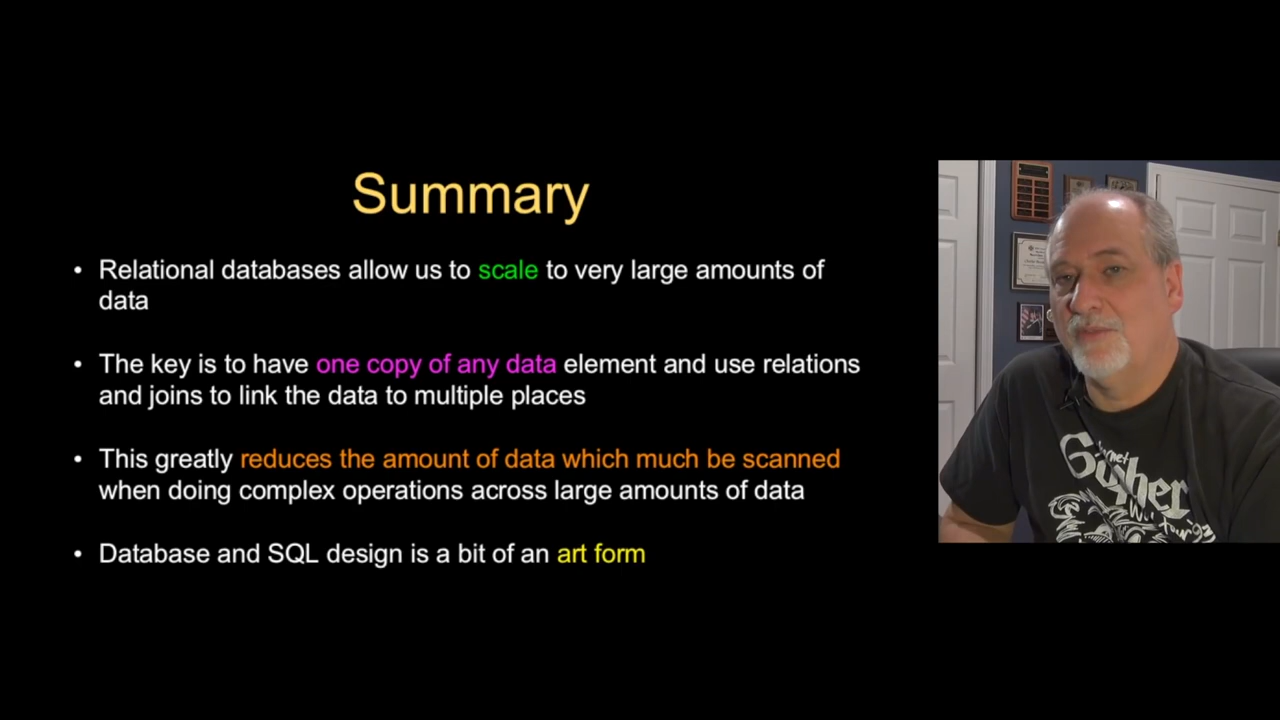 Summary
• Relational databases allow us to scale to very large amounts of
data
• The key is to have one copy of any data element and use relations
and joins to link the data to multiple places
• This greatly reduces the amount of data which much be scanned
when doing complex operations across large amounts of data
• Database and SQL design is a bit of an art form